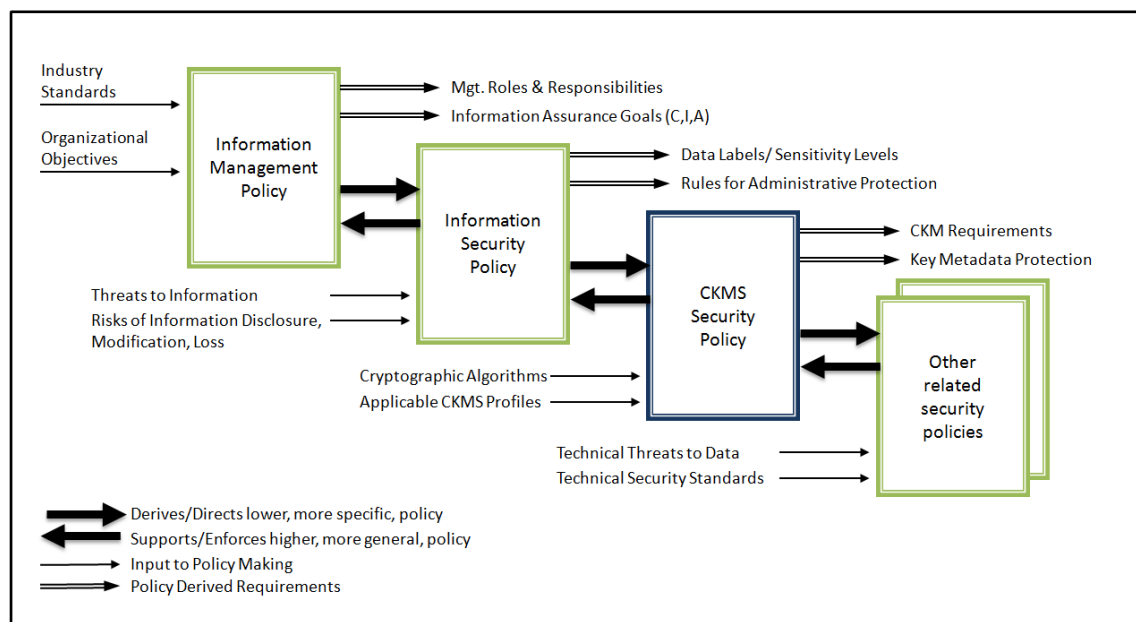 Industry
Standards
Organizational
Objectives
Information
Management
Policy
Mgt. Roles & Responsibilities
Information Assurance Goals (C,I,A)
Threats to Information
Risks of Information Disclosure,
Modification, Loss
Information
Security
Policy
Data Labels/ Sensitivity Levels
Rules for Administrative Protection
Cryptographic Algorithms
Applicable CKMS Profiles
CKMS
Security
Policy
CKM Requirements
Key Metadata Protection
Technical Threats to Data
Technical Security Standards
Other
related
security
policies
Derives/Directs lower, more specific, policy
Supports/Enforces higher, more general, policy
Input to Policy Making
Policy Derived Requirements